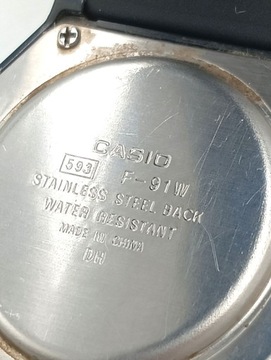 CASIO
593 F-91W
STAINLESS STEEL BACK
WATER RESISTANT
MADE IN CHINA
DH